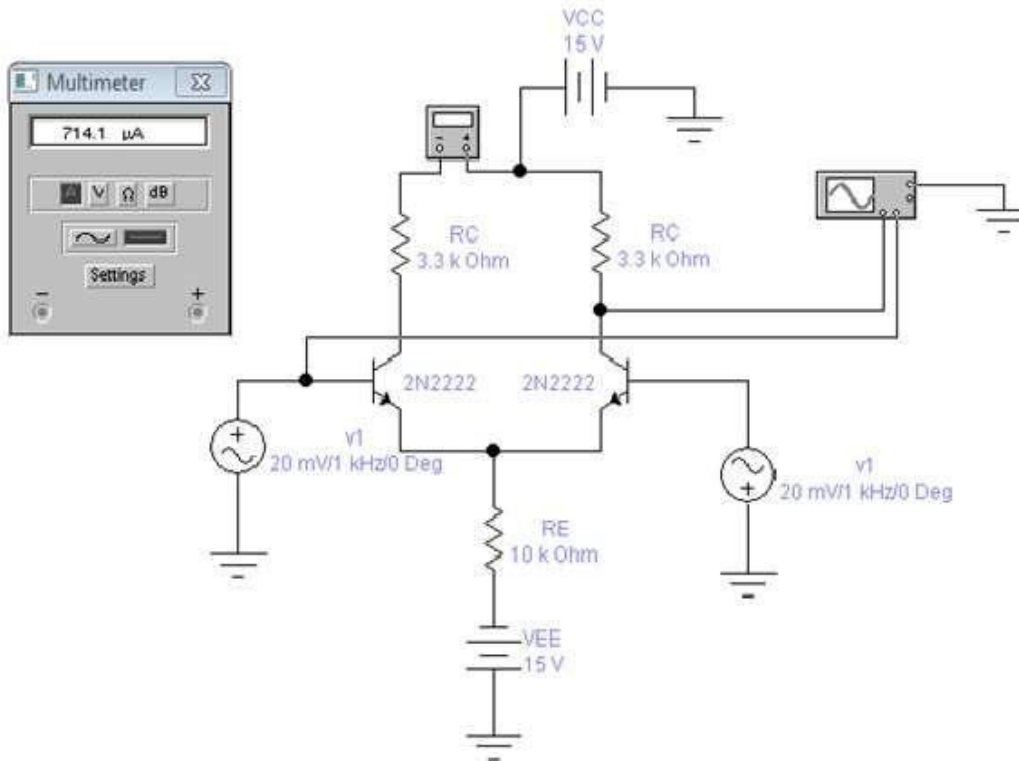 VCC
15 V
Multimeter
714.1 µA
A V Ω dB
Settings
− +
− +
RC
3.3 k Ohm
RC
3.3 k Ohm
2N2222
2N2222
+
v1
20 mV/1 kHz/0 Deg
v1
+
20 mV/1 kHz/0 Deg
RE
10 k Ohm
VEE
15 V